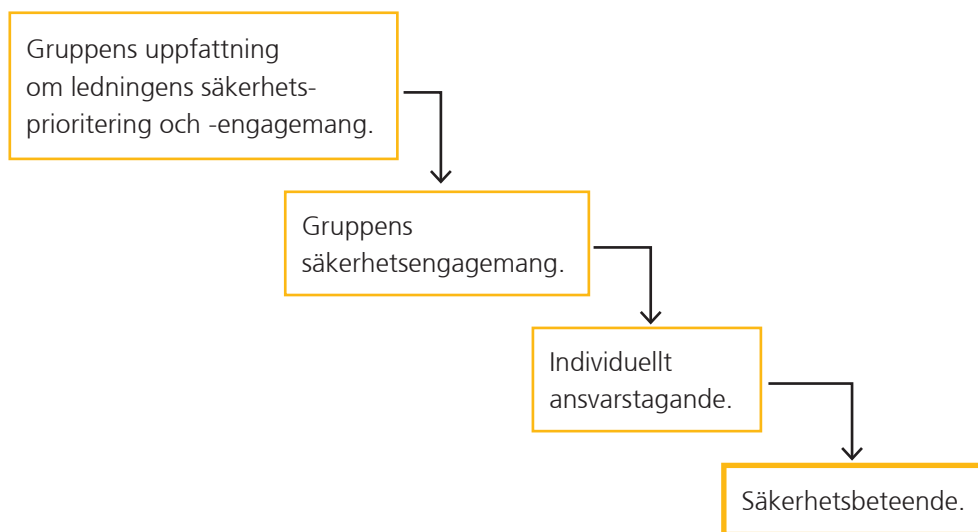 Gruppens uppfattning
om ledningens säkerhets-
prioritering och -engagemang.
Gruppens
säkerhetsengagemang.
Individuellt
ansvarstagande.
Säkerhetsbeteende.